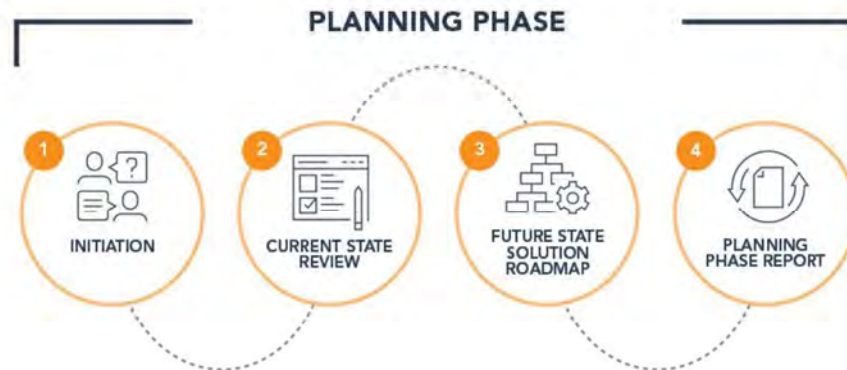 PLANNING PHASE
1
?
INITIATION
2
CURRENT STATE
REVIEW
3
FUTURE STATE
SOLUTION
ROADMAP
4
PLANNING
PHASE REPORT